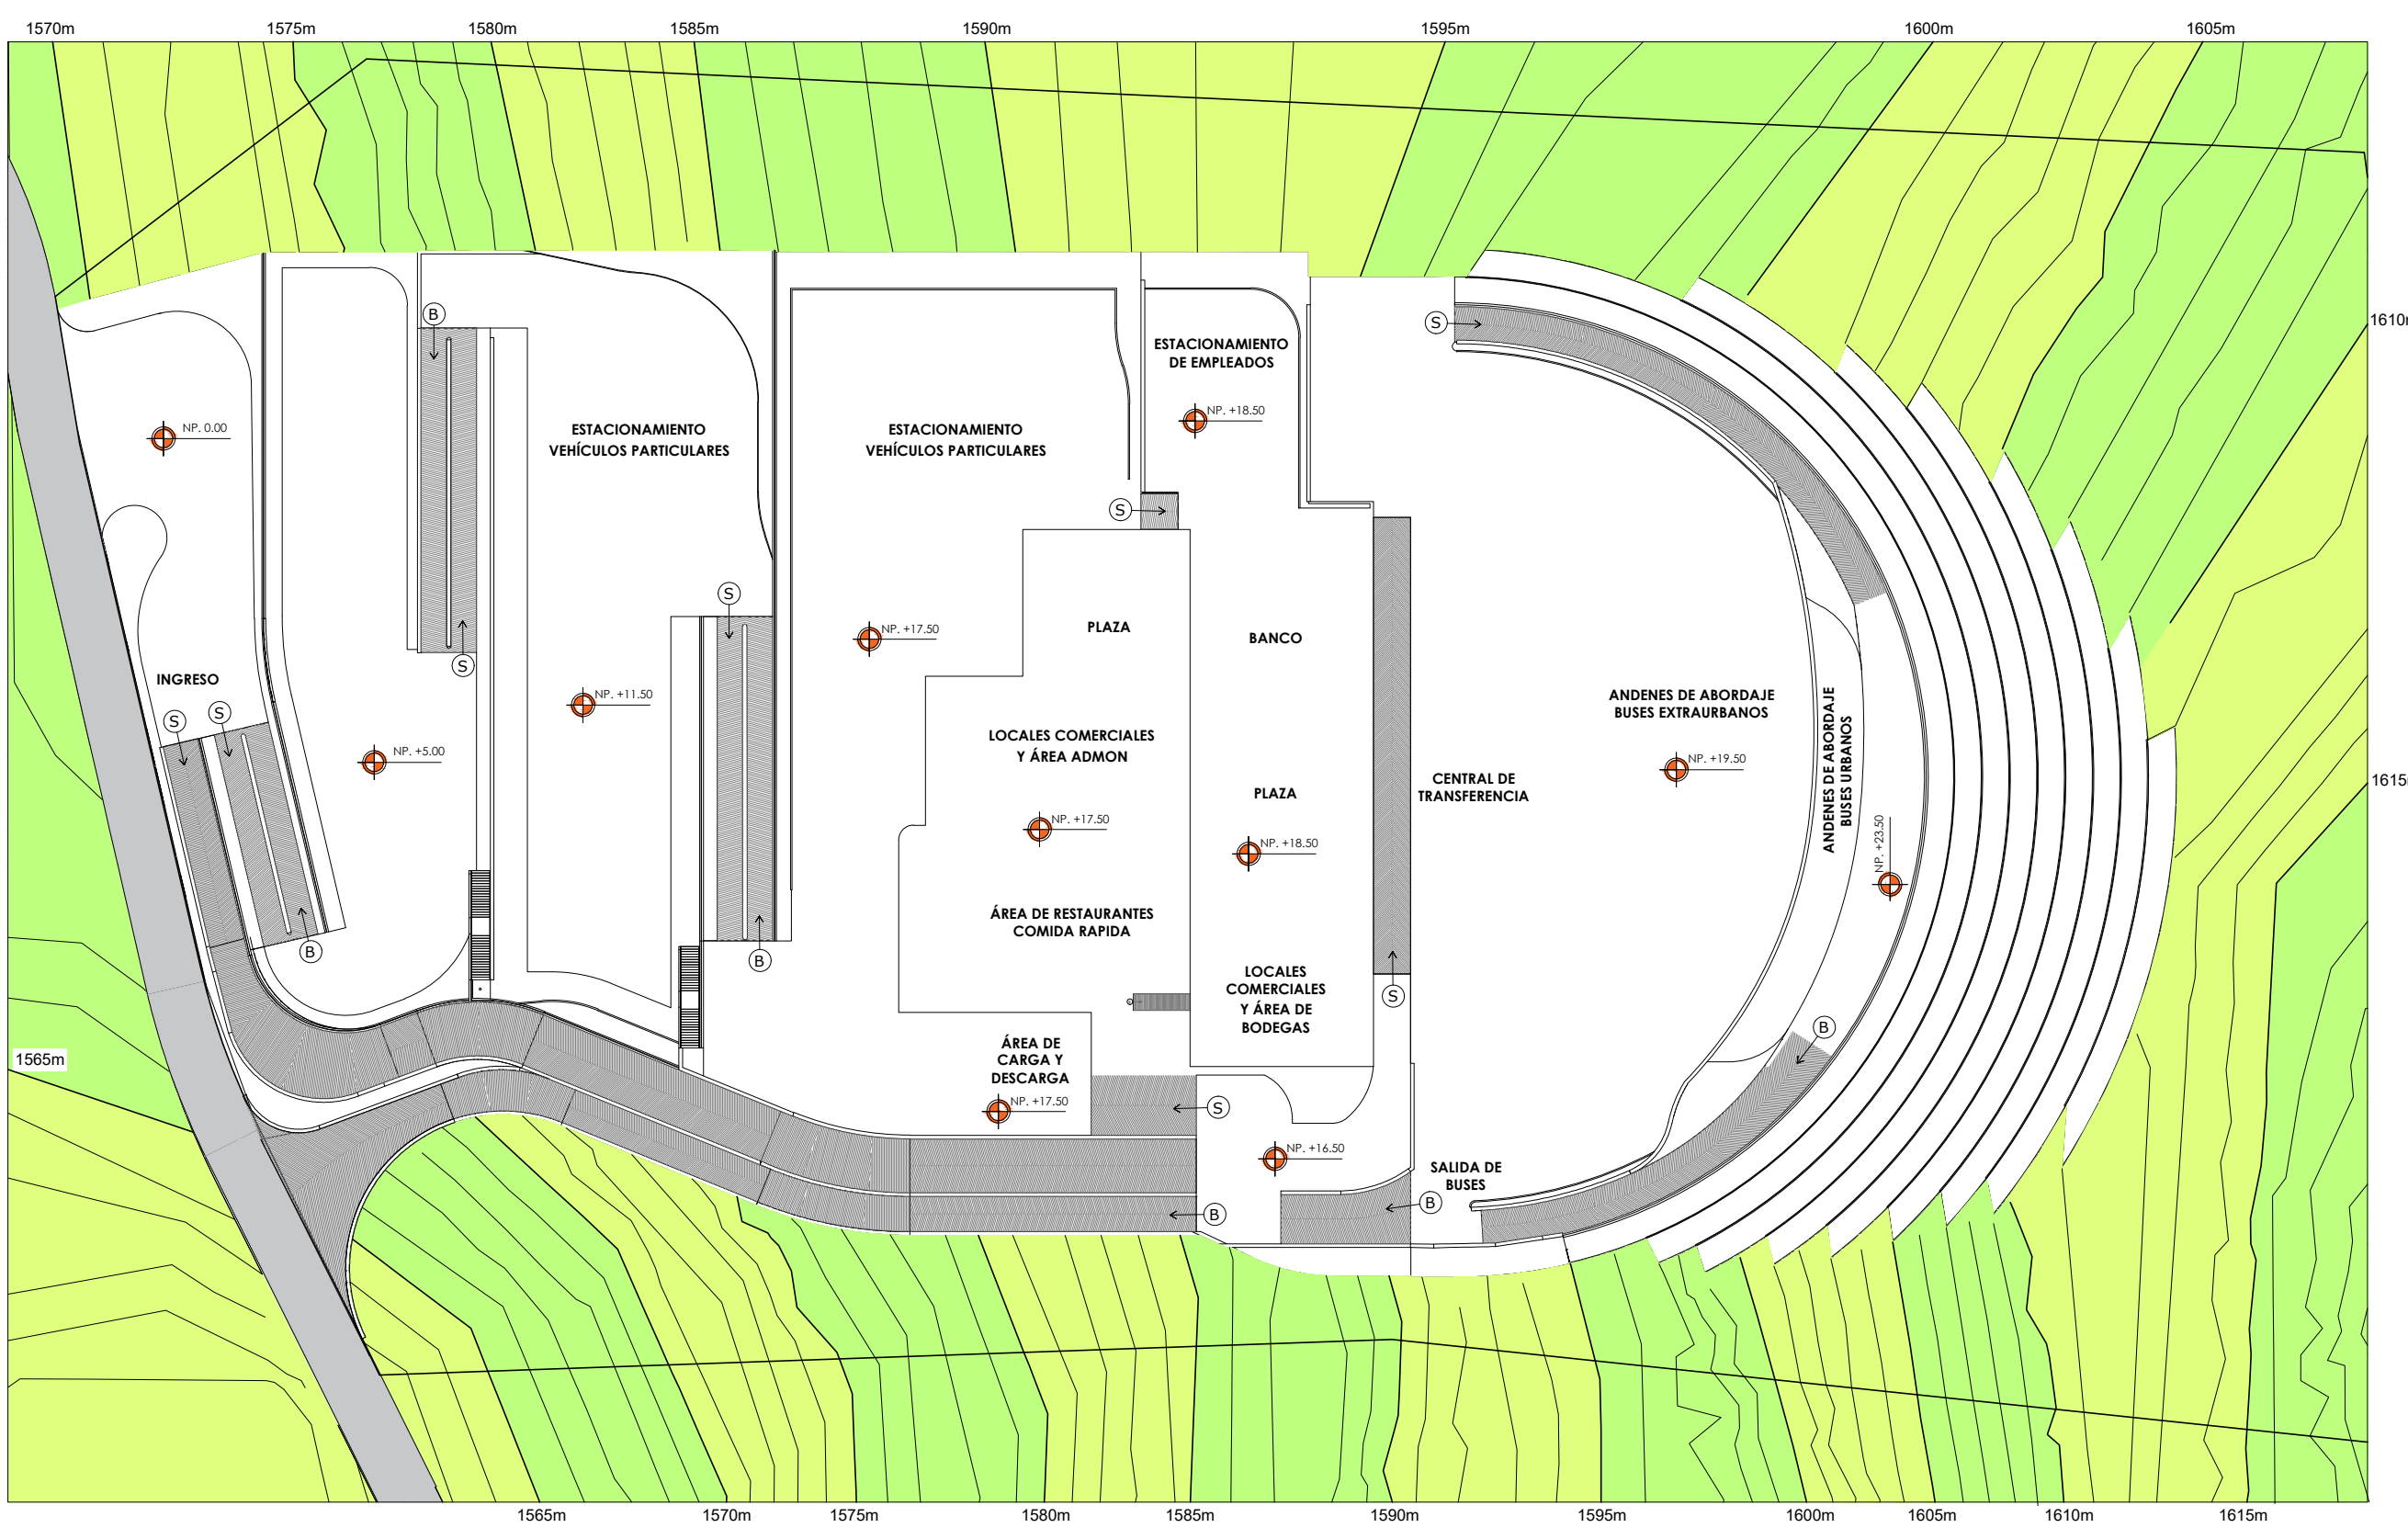 1570m
1575m
1580m
1585m
1590m
1595m
1600m
1605m
1610m
B
S
ESTACIONAMIENTO
DE EMPLEADOS
NP. +18.50
NP. 0.00
ESTACIONAMIENTO
VEHÍCULOS PARTICULARES
ESTACIONAMIENTO
VEHÍCULOS PARTICULARES
S
S
PLAZA
BANCO
NP. +17.50
S
INGRESO
NP. +11.50
ANDENES DE ABORDAJE
BUSES EXTRAURBANOS
ANDENES DE ABORDAJE
BUSES URBANOS
S
S
LOCALES COMERCIALES
Y ÁREA ADMON
NP. +5.00
NP. +19.50
CENTRAL DE
TRANSFERENCIA
1615
PLAZA
NP. +17.50
NP. +18.50
NP. +23.50
ÁREA DE RESTAURANTES
COMIDA RAPIDA
B
B
LOCALES
COMERCIALES
Y ÁREA DE
BODEGAS
S
B
1565m
ÁREA DE
CARGA Y
DESCARGA
NP. +17.50
S
NP. +16.50
SALIDA DE
BUSES
B
B
1565m
1570m
1575m
1580m
1585m
1590m
1595m
1600m
1605m
1610m
1615m